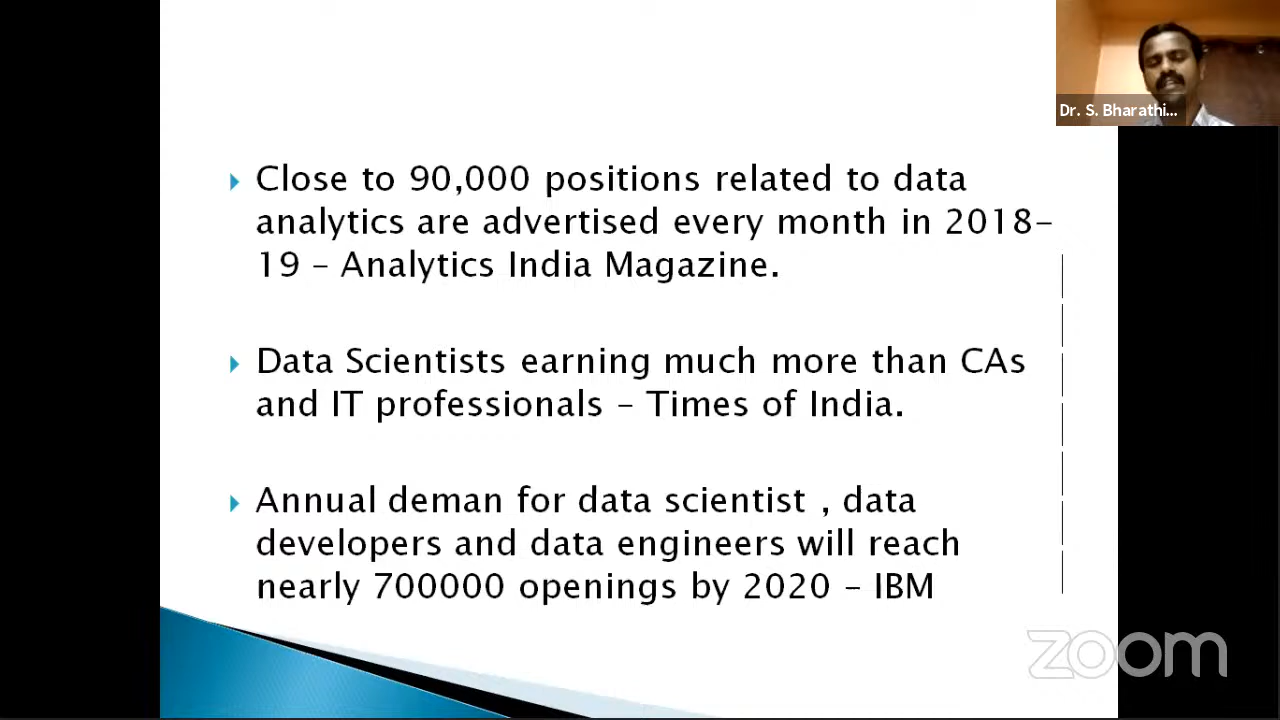 Dr. S. Bharathi...
Close to 90,000 positions related to data
analytics are advertised every month in 2018-
19 – Analytics India Magazine.
Data Scientists earning much more than CAs
and IT professionals – Times of India.
Annual deman for data scientist , data
developers and data engineers will reach
nearly 700000 openings by 2020 – IBM
zoom